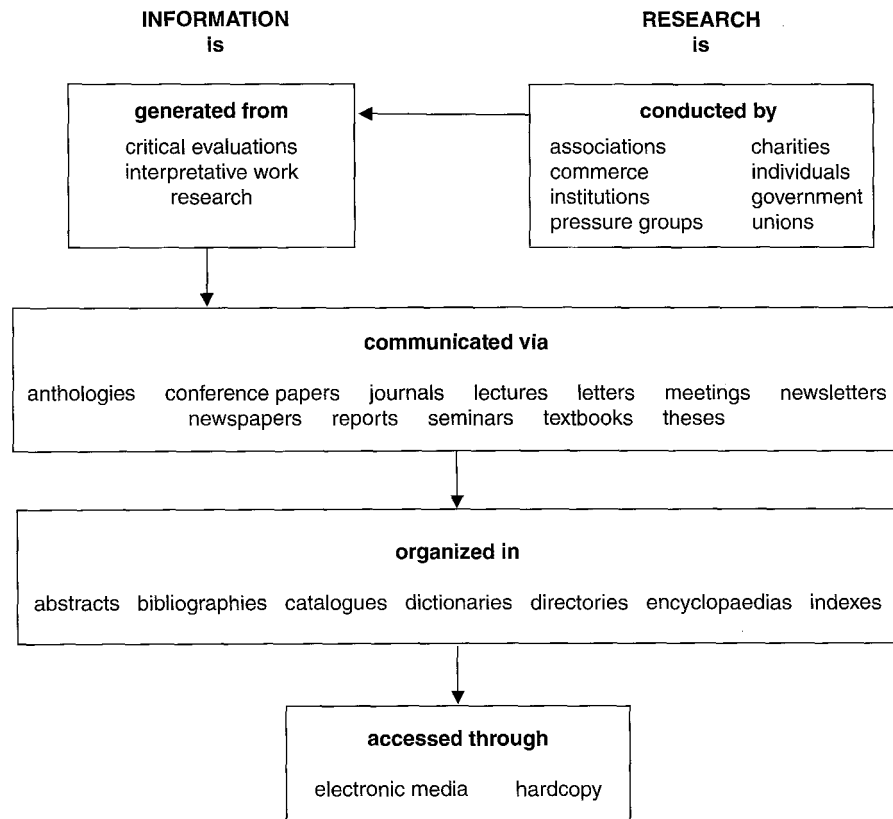 INFORMATION
is
RESEARCH
is
generated from
critical evaluations
interpretative work
research
conducted by
associations charities
commerce individuals
institutions government
pressure groups unions
communicated via
anthologies conference papers journals lectures letters meetings newsletters
newspapers reports seminars textbooks theses
organized in
abstracts bibliographies catalogues dictionaries directories encyclopaedias indexes
accessed through
electronic media hardcopy